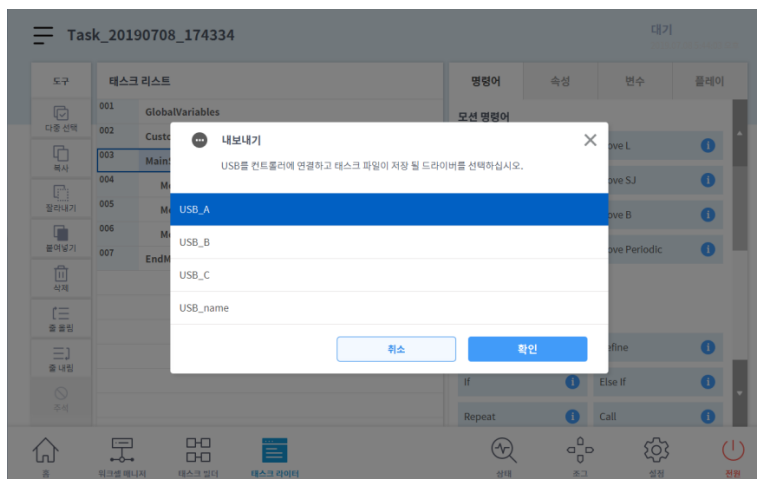 Task_20190708_174334
대기
도구
태스크 리스트
명령어
속성
변수
플레이
다중 선택
복사
잘라내기
붙여넣기
삭제
줄 올림
줄 내림
주석
001 GlobalVariables
002 Custo
003 MainS
004 Mo
005 Mo
006 Mo
007 EndM
모션 명령어
ove L
ove SJ
ove B
ove Periodic
efine
If
Else If
Repeat
Call
내보내기
USB를 컨트롤러에 연결하고 태스크 파일이 저장 될 드라이버를 선택하십시오.
USB_A
USB_B
USB_C
USB_name
취소
확인
홈
워크셀 매니저
태스크 빌더
태스크 라이터
상태
조그
설정
전원